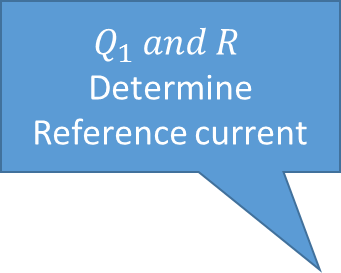 Q₁ and R
Determine
Reference current